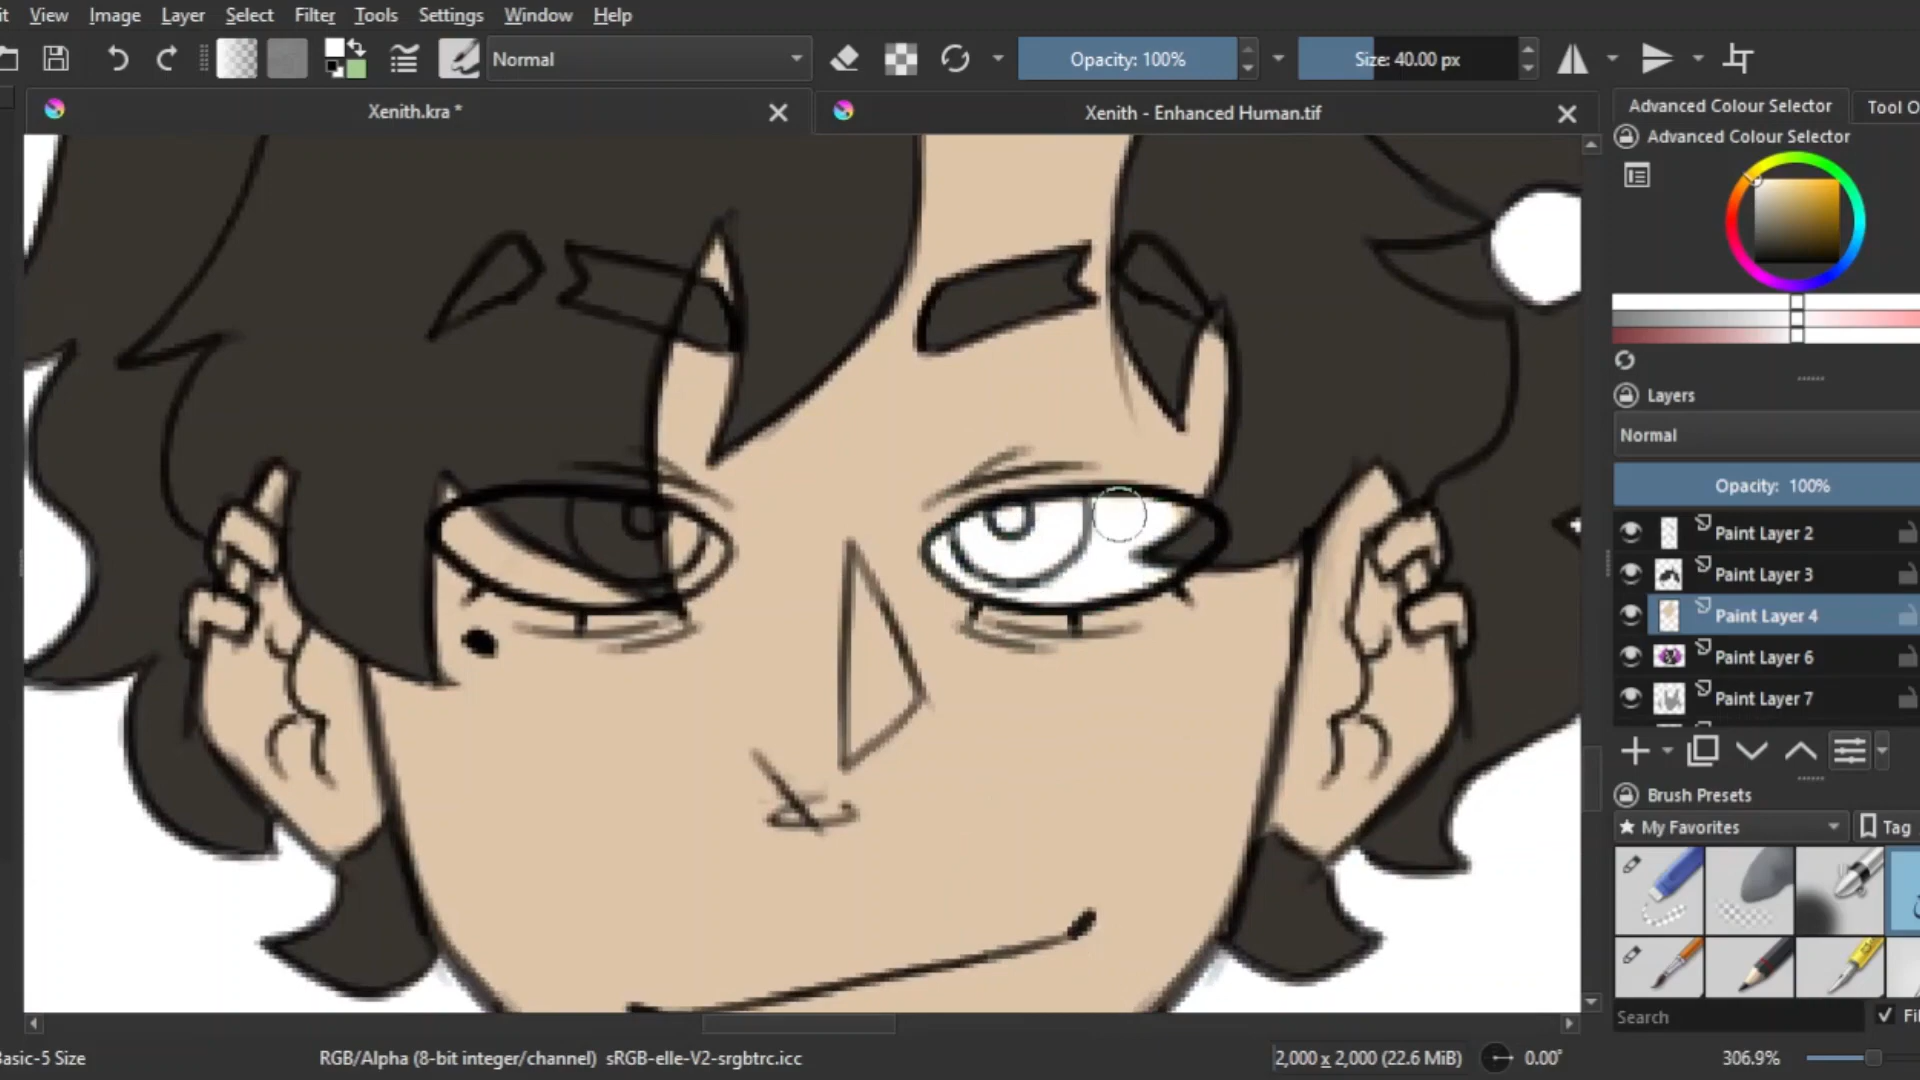 it View Image Layer Select Filter Tools Settings Window Help
Normal Opacity: 100% Size: 40.00 px
Xenith.kra * Xenith - Enhanced Human.tif
Advanced Colour Selector Tool O
Advanced Colour Selector
Layers
Normal
Opacity: 100%
Paint Layer 2
Paint Layer 3
Paint Layer 4
Paint Layer 6
Paint Layer 7
Brush Presets
My Favorites Tag
Search Fil
Basic-5 Size RGB/Alpha (8-bit integer/channel) sRGB-elle-V2-srgbtrc.icc 2,000 x 2,000 (22.6 MiB) 0.00° 306.9%